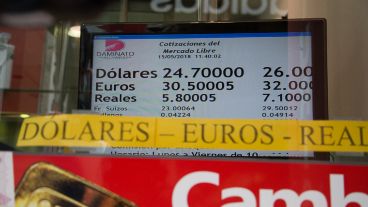 DAMINATO
Cotizaciones del
Mercado Libre
15/05/2018 11:40:02
Dólares 24.70000 26.00
Euros 30.50005 32.000
Reales 5.80005 7.1000
Fr. Suizos 23.00064 29.50012
0.04224 0.04914
DÓLARES – EUROS - REAL
Horario: Lunes a Viernes de 10
Camb